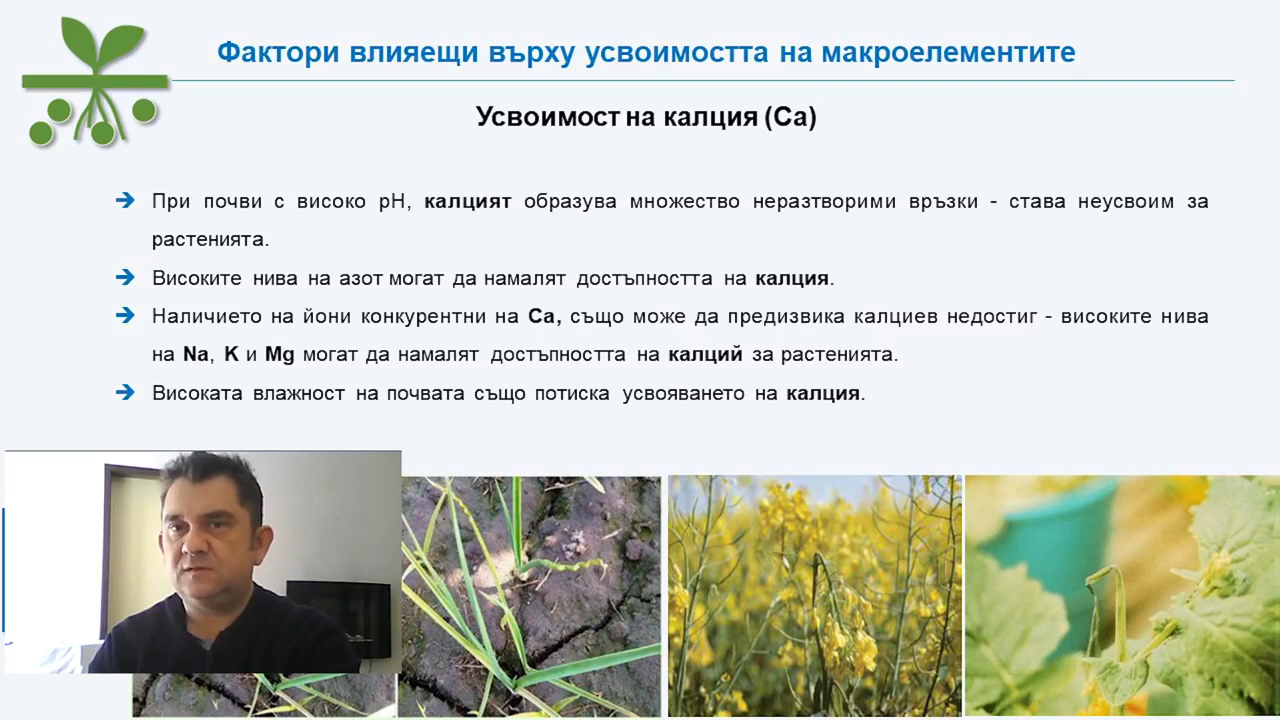 Фактори влияещи върху усвоимостта на макроелементите
Усвоимост на калция (Ca)
При почви с високо pH, калцият образува множество неразтворими връзки - става неусвоим за
растенията.
Високите нива на азот могат да намалят достъпността на калция.
Наличието на йони конкурентни на Ca, също може да предизвика калциев недостиг - високите нива
на Na, K и Mg могат да намалят достъпността на калций за растенията.
Високата влажност на почвата също потиска усвояването на калция.